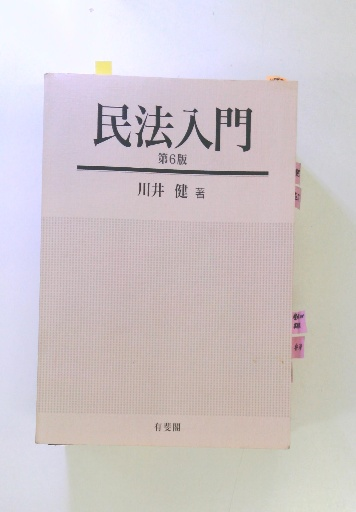 民法入門
第6版
川井 健 著
有斐閣